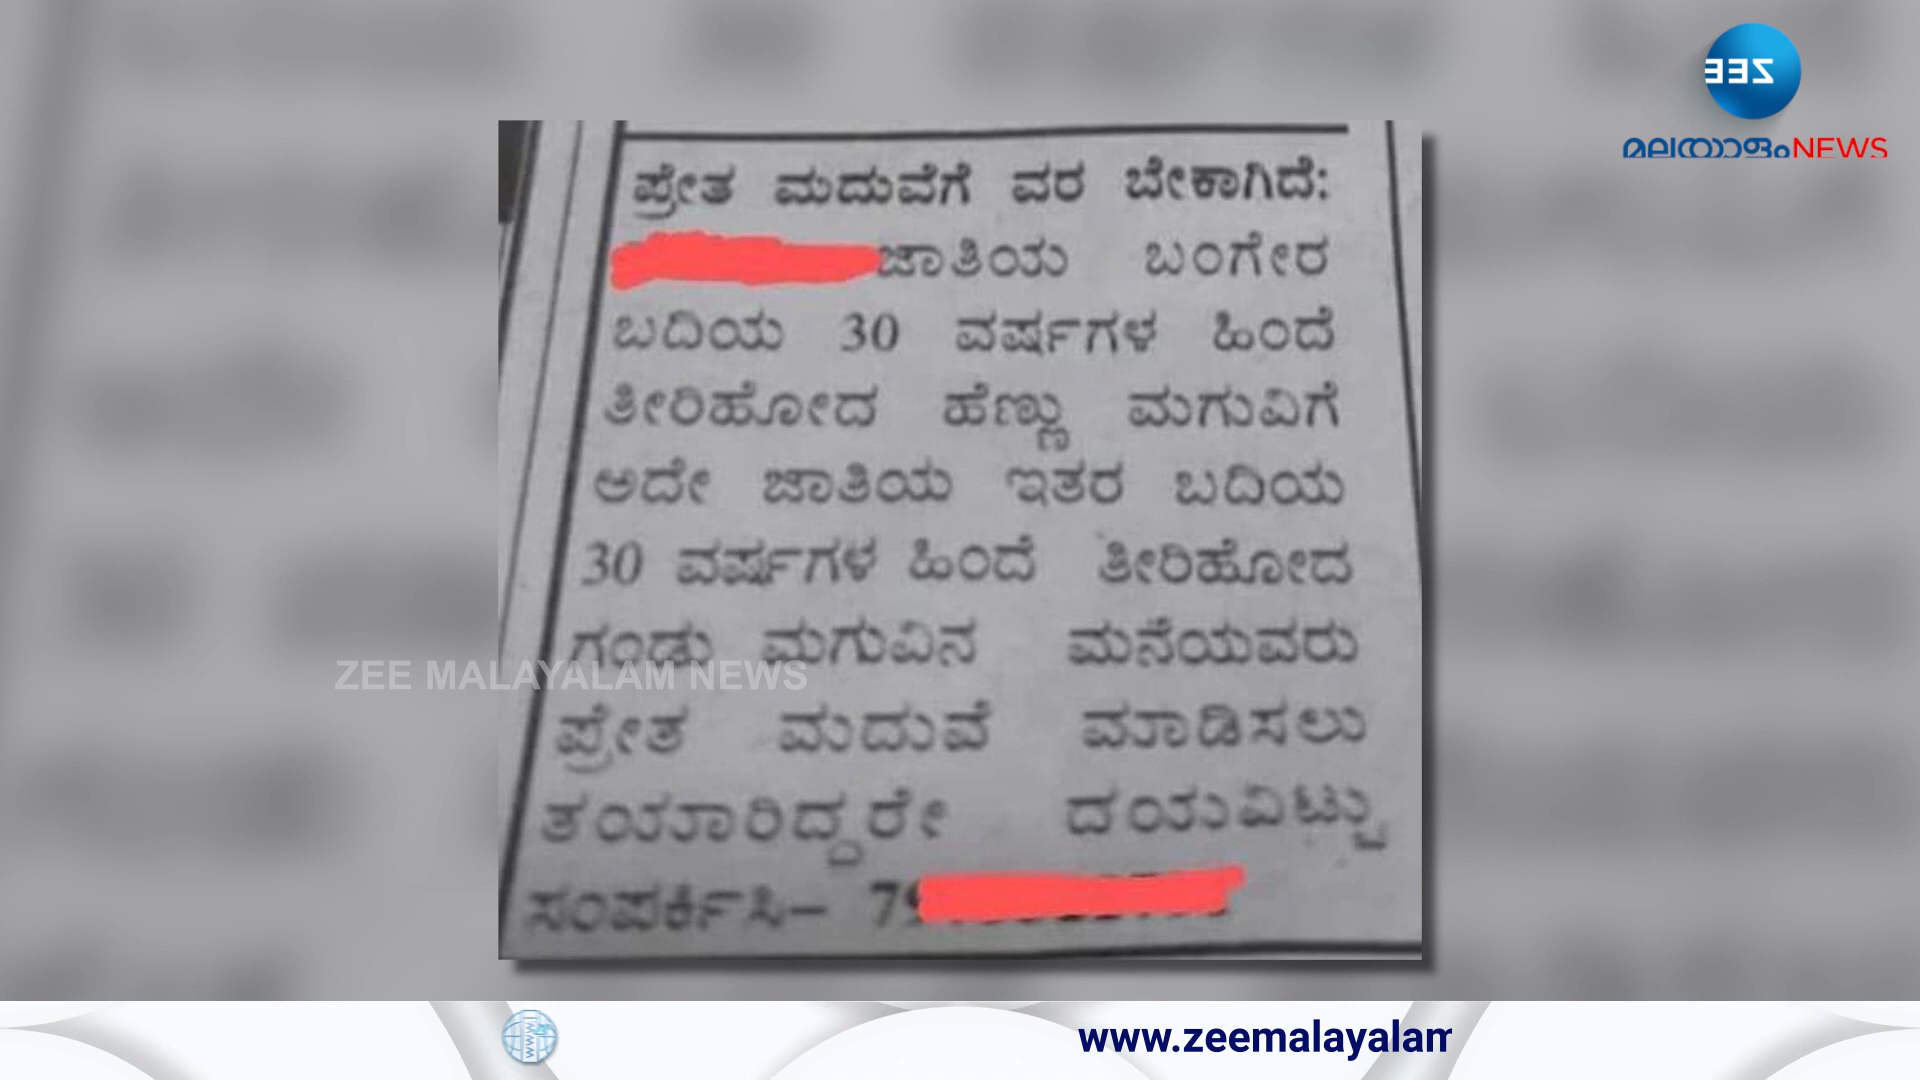 ZEE
മലയാളംNEWS
ಪ್ರೇತ ಮದುವೆಗೆ ವರ ಬೇಕಾಗಿದೆ:
ಜಾತಿಯ ಬಂಗೇರ
ಬದಿಯ 30 ವರ್ಷಗಳ ಹಿಂದೆ
ತೀರಿಹೋದ ಹೆಣ್ಣು ಮಗುವಿಗೆ
ಅದೇ ಜಾತಿಯ ಇತರ ಬದಿಯ
30 ವರ್ಷಗಳ ಹಿಂದೆ ತೀರಿಹೋದ
ಗಂಡು ಮಗುವಿನ ಮನೆಯವರು
ZEE MALAYALAM NEWS
ಪ್ರೇತ ಮದುವೆ ಮಾಡಿಸಲು
ತಯಾರಿದ್ದರೇ ದಯವಿಟ್ಟು
ಸಂಪರ್ಕಿಸಿ– 79
www.zeemalayalam